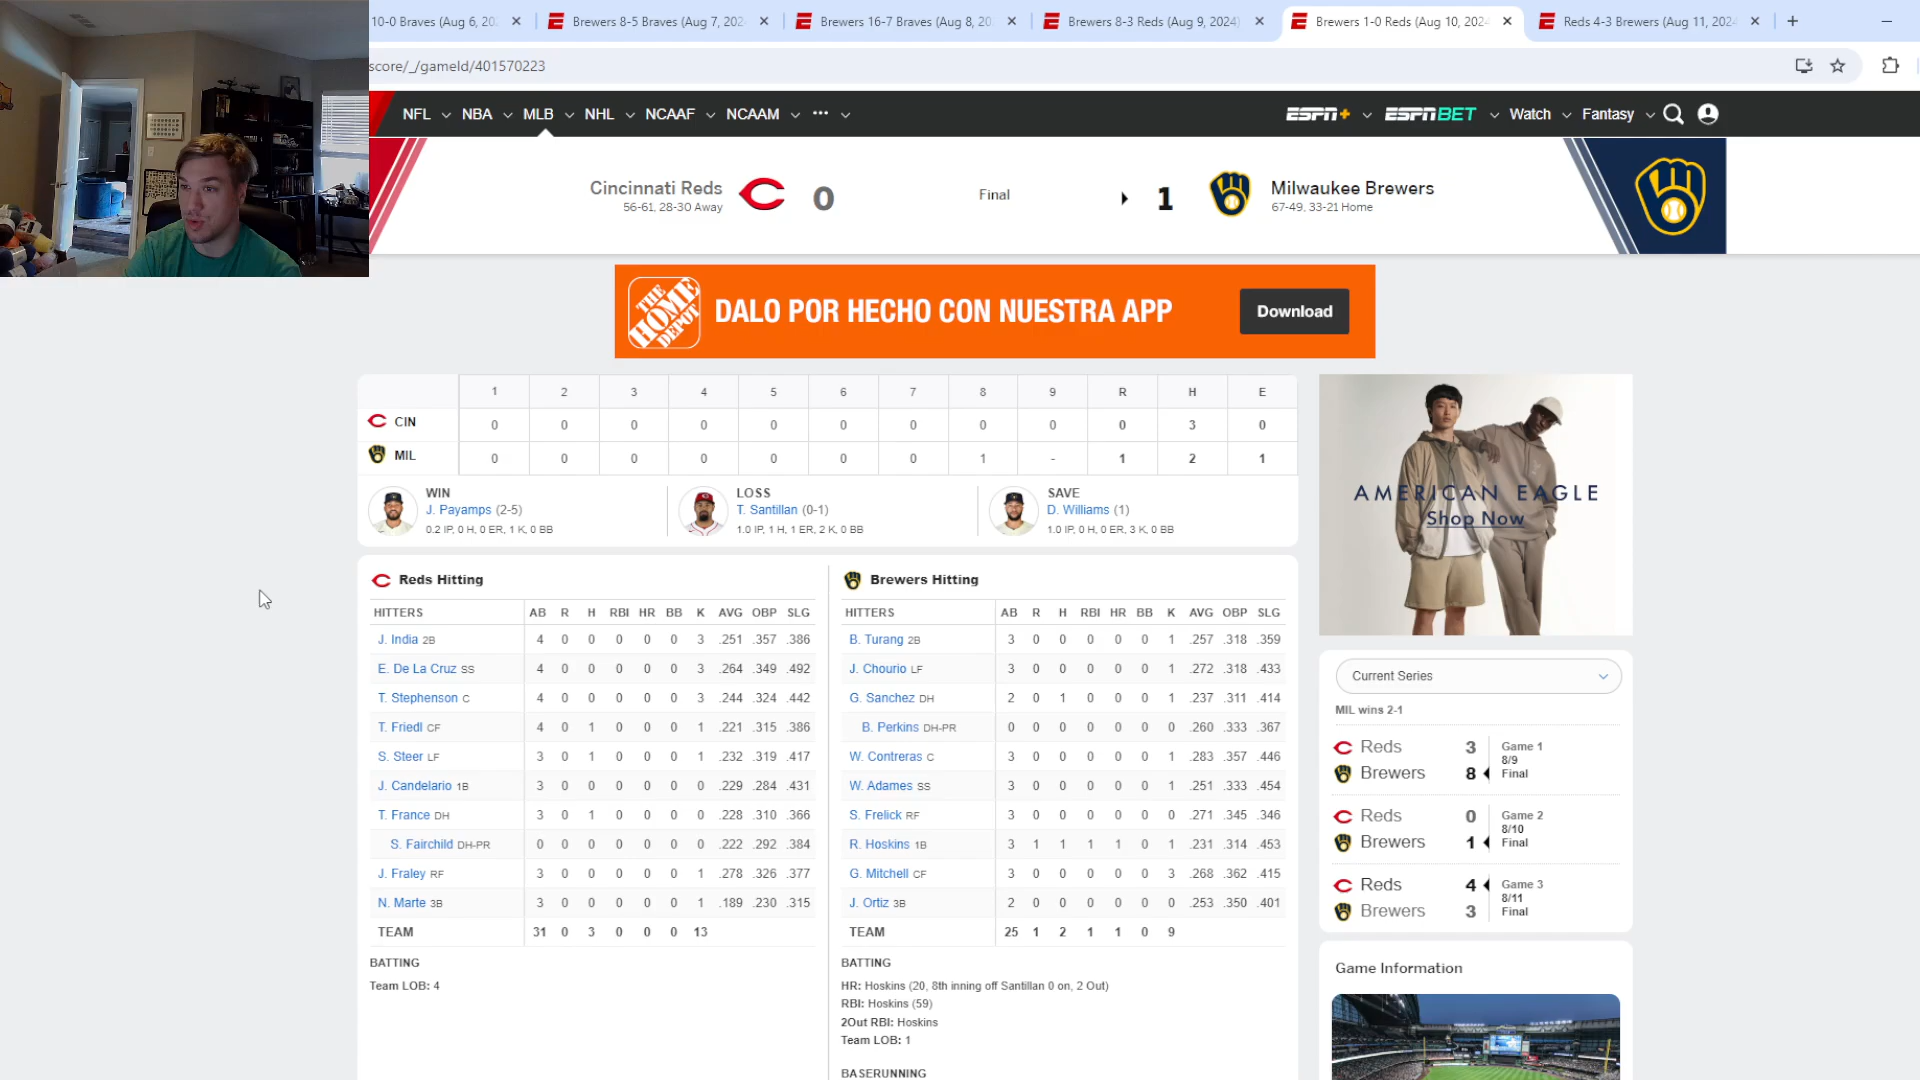 10-0 Braves (Aug 6, 202
Brewers 8-5 Braves (Aug 7, 202
Brewers 16-7 Braves (Aug 8, 20
Brewers 8-3 Reds (Aug 9, 2024)
Brewers 1-0 Reds (Aug 10, 2024
Reds 4-3 Brewers (Aug 11, 2024
score/_/gameId/401570223
NFL NBA MLB NHL NCAAF NCAAM ••• ESPN+ ESPN BET Watch Fantasy
Cincinnati Reds 0 Final 1 Milwaukee Brewers
56-61, 28-30 Away 67-49, 33-21 Home
THE HOME DEPOT
DALO POR HECHO CON NUESTRA APP Download
1 2 3 4 5 6 7 8 9 R H E
CIN 0 0 0 0 0 0 0 0 0 0 3 0
MIL 0 0 0 0 0 0 0 1 - 1 2 1
WIN
J. Payamps (2-5)
0.2 IP, 0 H, 0 ER, 1 K, 0 BB
LOSS
T. Santillan (0-1)
1.0 IP, 1 H, 1 ER, 2 K, 0 BB
SAVE
D. Williams (1)
1.0 IP, 0 H, 0 ER, 3 K, 0 BB
Reds Hitting
HITTERS AB R H RBI HR BB K AVG OBP SLG
J. India 2B 4 0 0 0 0 0 3 .251 .357 .386
E. De La Cruz SS 4 0 0 0 0 0 3 .264 .349 .492
T. Stephenson C 4 0 0 0 0 0 3 .244 .324 .442
T. Friedl CF 4 0 1 0 0 0 1 .221 .315 .386
S. Steer LF 3 0 1 0 0 0 1 .232 .319 .417
J. Candelario 1B 3 0 0 0 0 0 0 .229 .284 .431
T. France DH 3 0 1 0 0 0 0 .228 .310 .366
S. Fairchild DH-PR 0 0 0 0 0 0 0 .222 .292 .384
J. Fraley RF 3 0 0 0 0 0 1 .278 .326 .377
N. Marte 3B 3 0 0 0 0 0 1 .189 .230 .315
TEAM 31 0 3 0 0 0 13
BATTING
Team LOB: 4
Brewers Hitting
HITTERS AB R H RBI HR BB K AVG OBP SLG
B. Turang 2B 3 0 0 0 0 0 1 .257 .318 .359
J. Chourio LF 3 0 0 0 0 0 1 .272 .318 .433
G. Sanchez DH 2 0 1 0 0 0 1 .237 .311 .414
B. Perkins DH-PR 0 0 0 0 0 0 0 .260 .333 .367
W. Contreras C 3 0 0 0 0 0 1 .283 .357 .446
W. Adames SS 3 0 0 0 0 0 1 .251 .333 .454
S. Frelick RF 3 0 0 0 0 0 0 .271 .345 .346
R. Hoskins 1B 3 1 1 1 1 0 1 .231 .314 .453
G. Mitchell CF 3 0 0 0 0 0 3 .268 .362 .415
J. Ortiz 3B 2 0 0 0 0 0 0 .253 .350 .401
TEAM 25 1 2 1 1 0 9
BATTING
HR: Hoskins (20, 8th inning off Santillan 0 on, 2 Out)
RBI: Hoskins (59)
2Out RBI: Hoskins
Team LOB: 1
BASERUNNING
AMERICAN EAGLE
Shop Now
Current Series
MIL wins 2-1
Reds 3 Game 1
8/9
Brewers 8 Final
Reds 0 Game 2
8/10
Brewers 1 Final
Reds 4 Game 3
8/11
Brewers 3 Final
Game Information